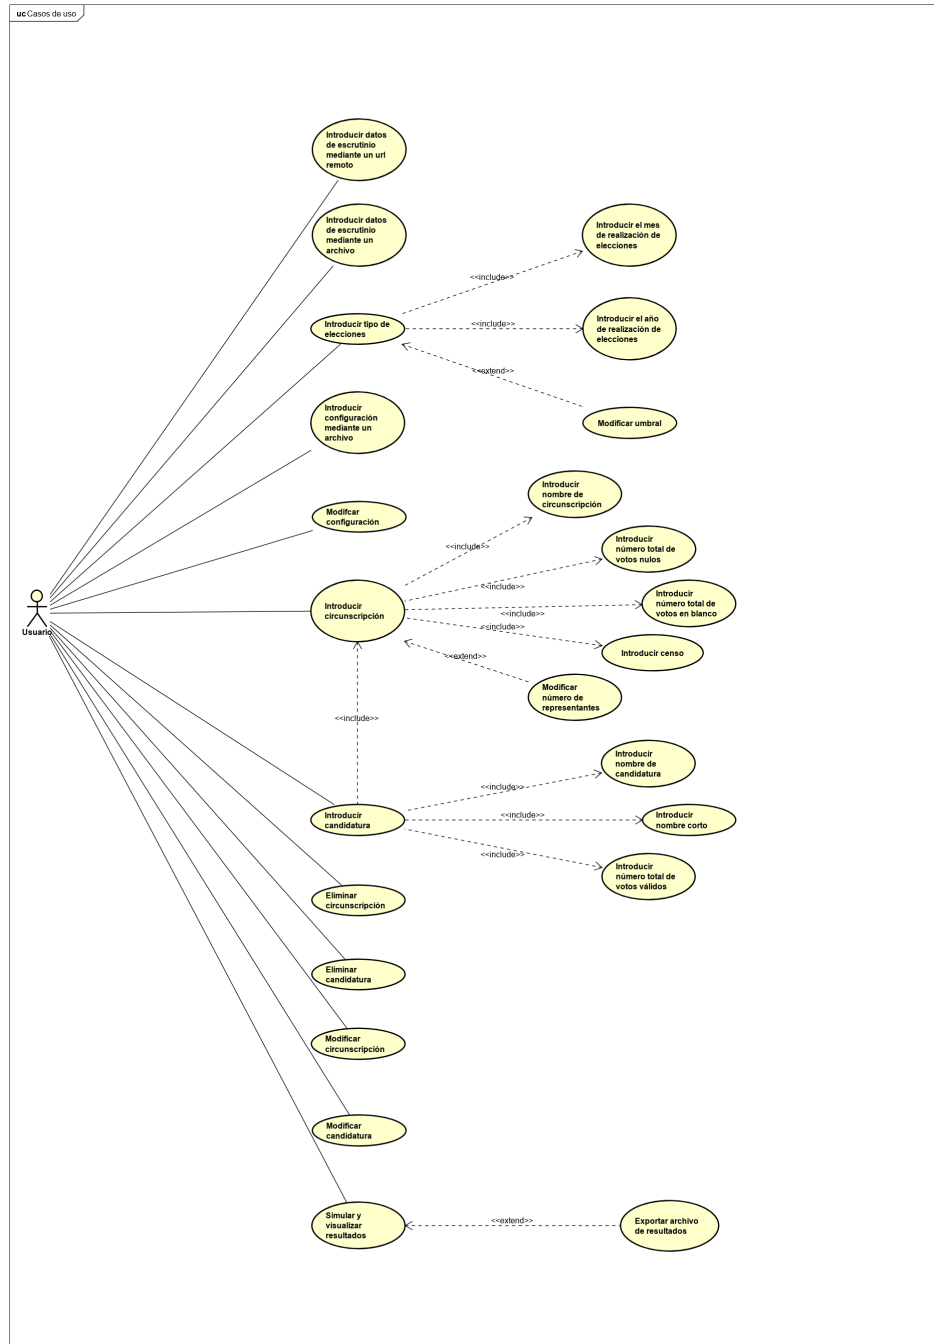 uc Casos de uso
Introducir datos
de escrutinio
mediante un url
remoto
Introducir datos
de escrutinio
mediante un
archivo
Introducir el mes
de realización de
elecciones
<<include>>
Introducir tipo de
elecciones
<<include>>
Introducir el año
de realización de
elecciones
<<extend>>
Modificar umbral
Introducir
configuración
mediante un
archivo
Modifcar
configuración
Introducir
nombre de
circunscripción
<<include>>
Introducir
número total de
votos nulos
<<include>>
Introducir
circunscripción
<<include>>
Introducir
número total de
votos en blanco
<<include>>
Introducir censo
<<extend>>
Modificar
número de
representantes
Usuario
<<include>>
Introducir
nombre de
candidatura
<<include>>
Introducir
candidatura
<<include>>
Introducir
nombre corto
<<include>>
Introducir
número total de
votos válidos
Eliminar
circunscripción
Eliminar
candidatura
Modificar
circunscripción
Modificar
candidatura
Simular y
visualizar
resultados
<<extend>>
Exportar archivo
de resultados